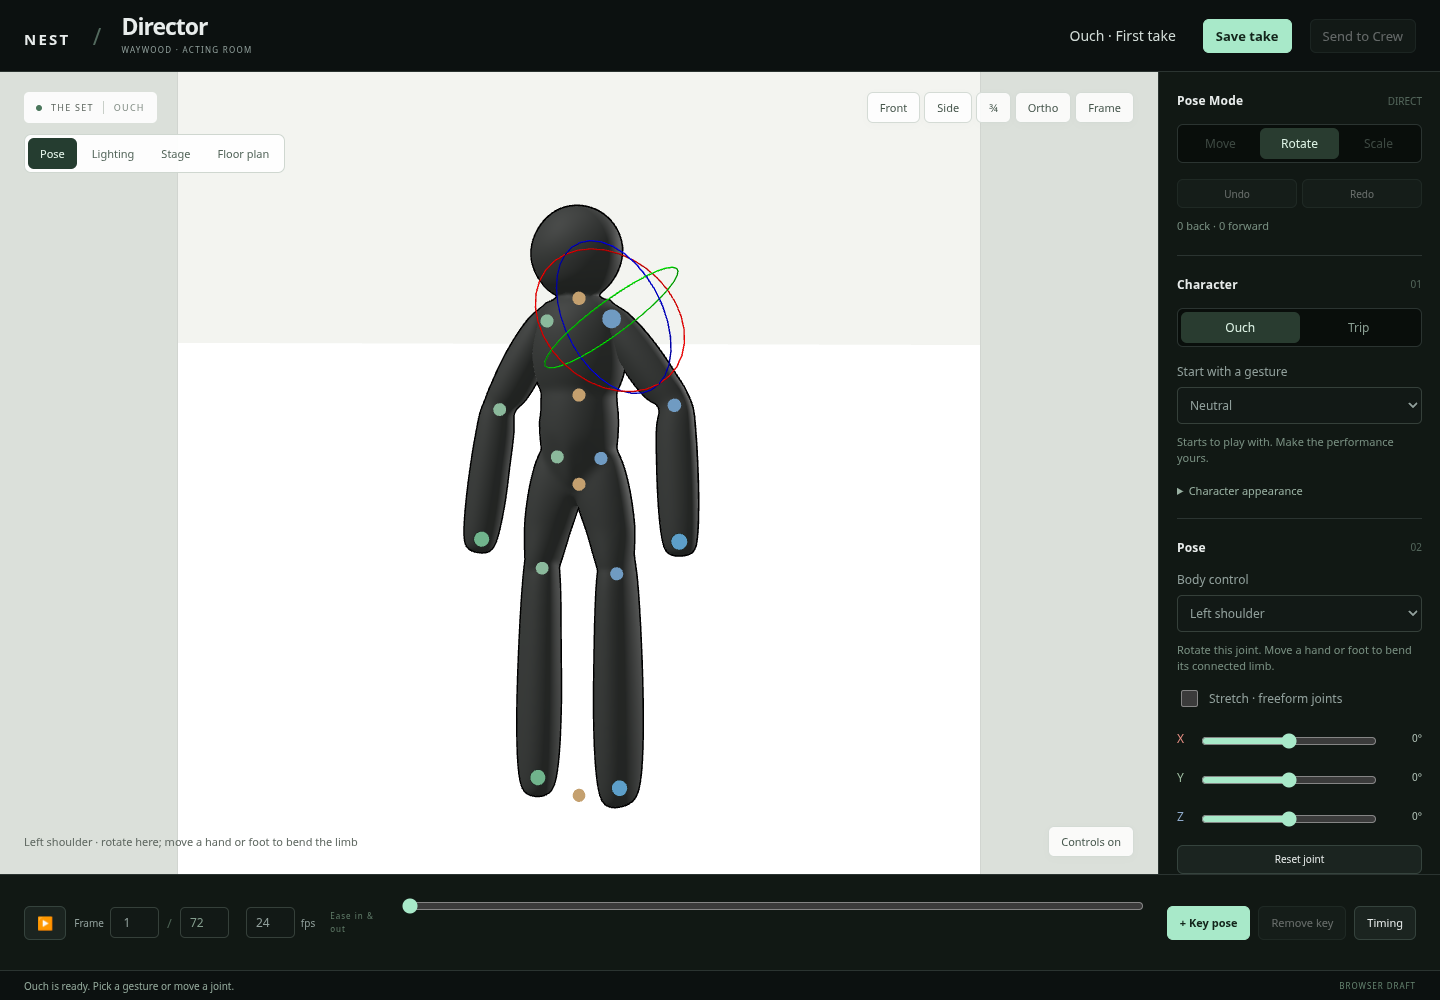 NEST / Director
WAYWOOD · ACTING ROOM
Ouch · First take
Save take
Send to Crew
THE SET | OUCH
Front
Side
¾
Ortho
Frame
Pose
Lighting
Stage
Floor plan
Left shoulder · rotate here; move a hand or foot to bend the limb
Controls on
Pose Mode
DIRECT
Move
Rotate
Scale
Undo
Redo
0 back · 0 forward
Character
01
Ouch
Trip
Start with a gesture
Neutral
Starts to play with. Make the performance
yours.
Character appearance
Pose
02
Body control
Left shoulder
Rotate this joint. Move a hand or foot to bend
its connected limb.
Stretch · freeform joints
X 0°
Y 0°
Z 0°
Reset joint
Frame 1 / 72 24 fps
Ease in &
out
+ Key pose
Remove key
Timing
Ouch is ready. Pick a gesture or move a joint.
BROWSER DRAFT